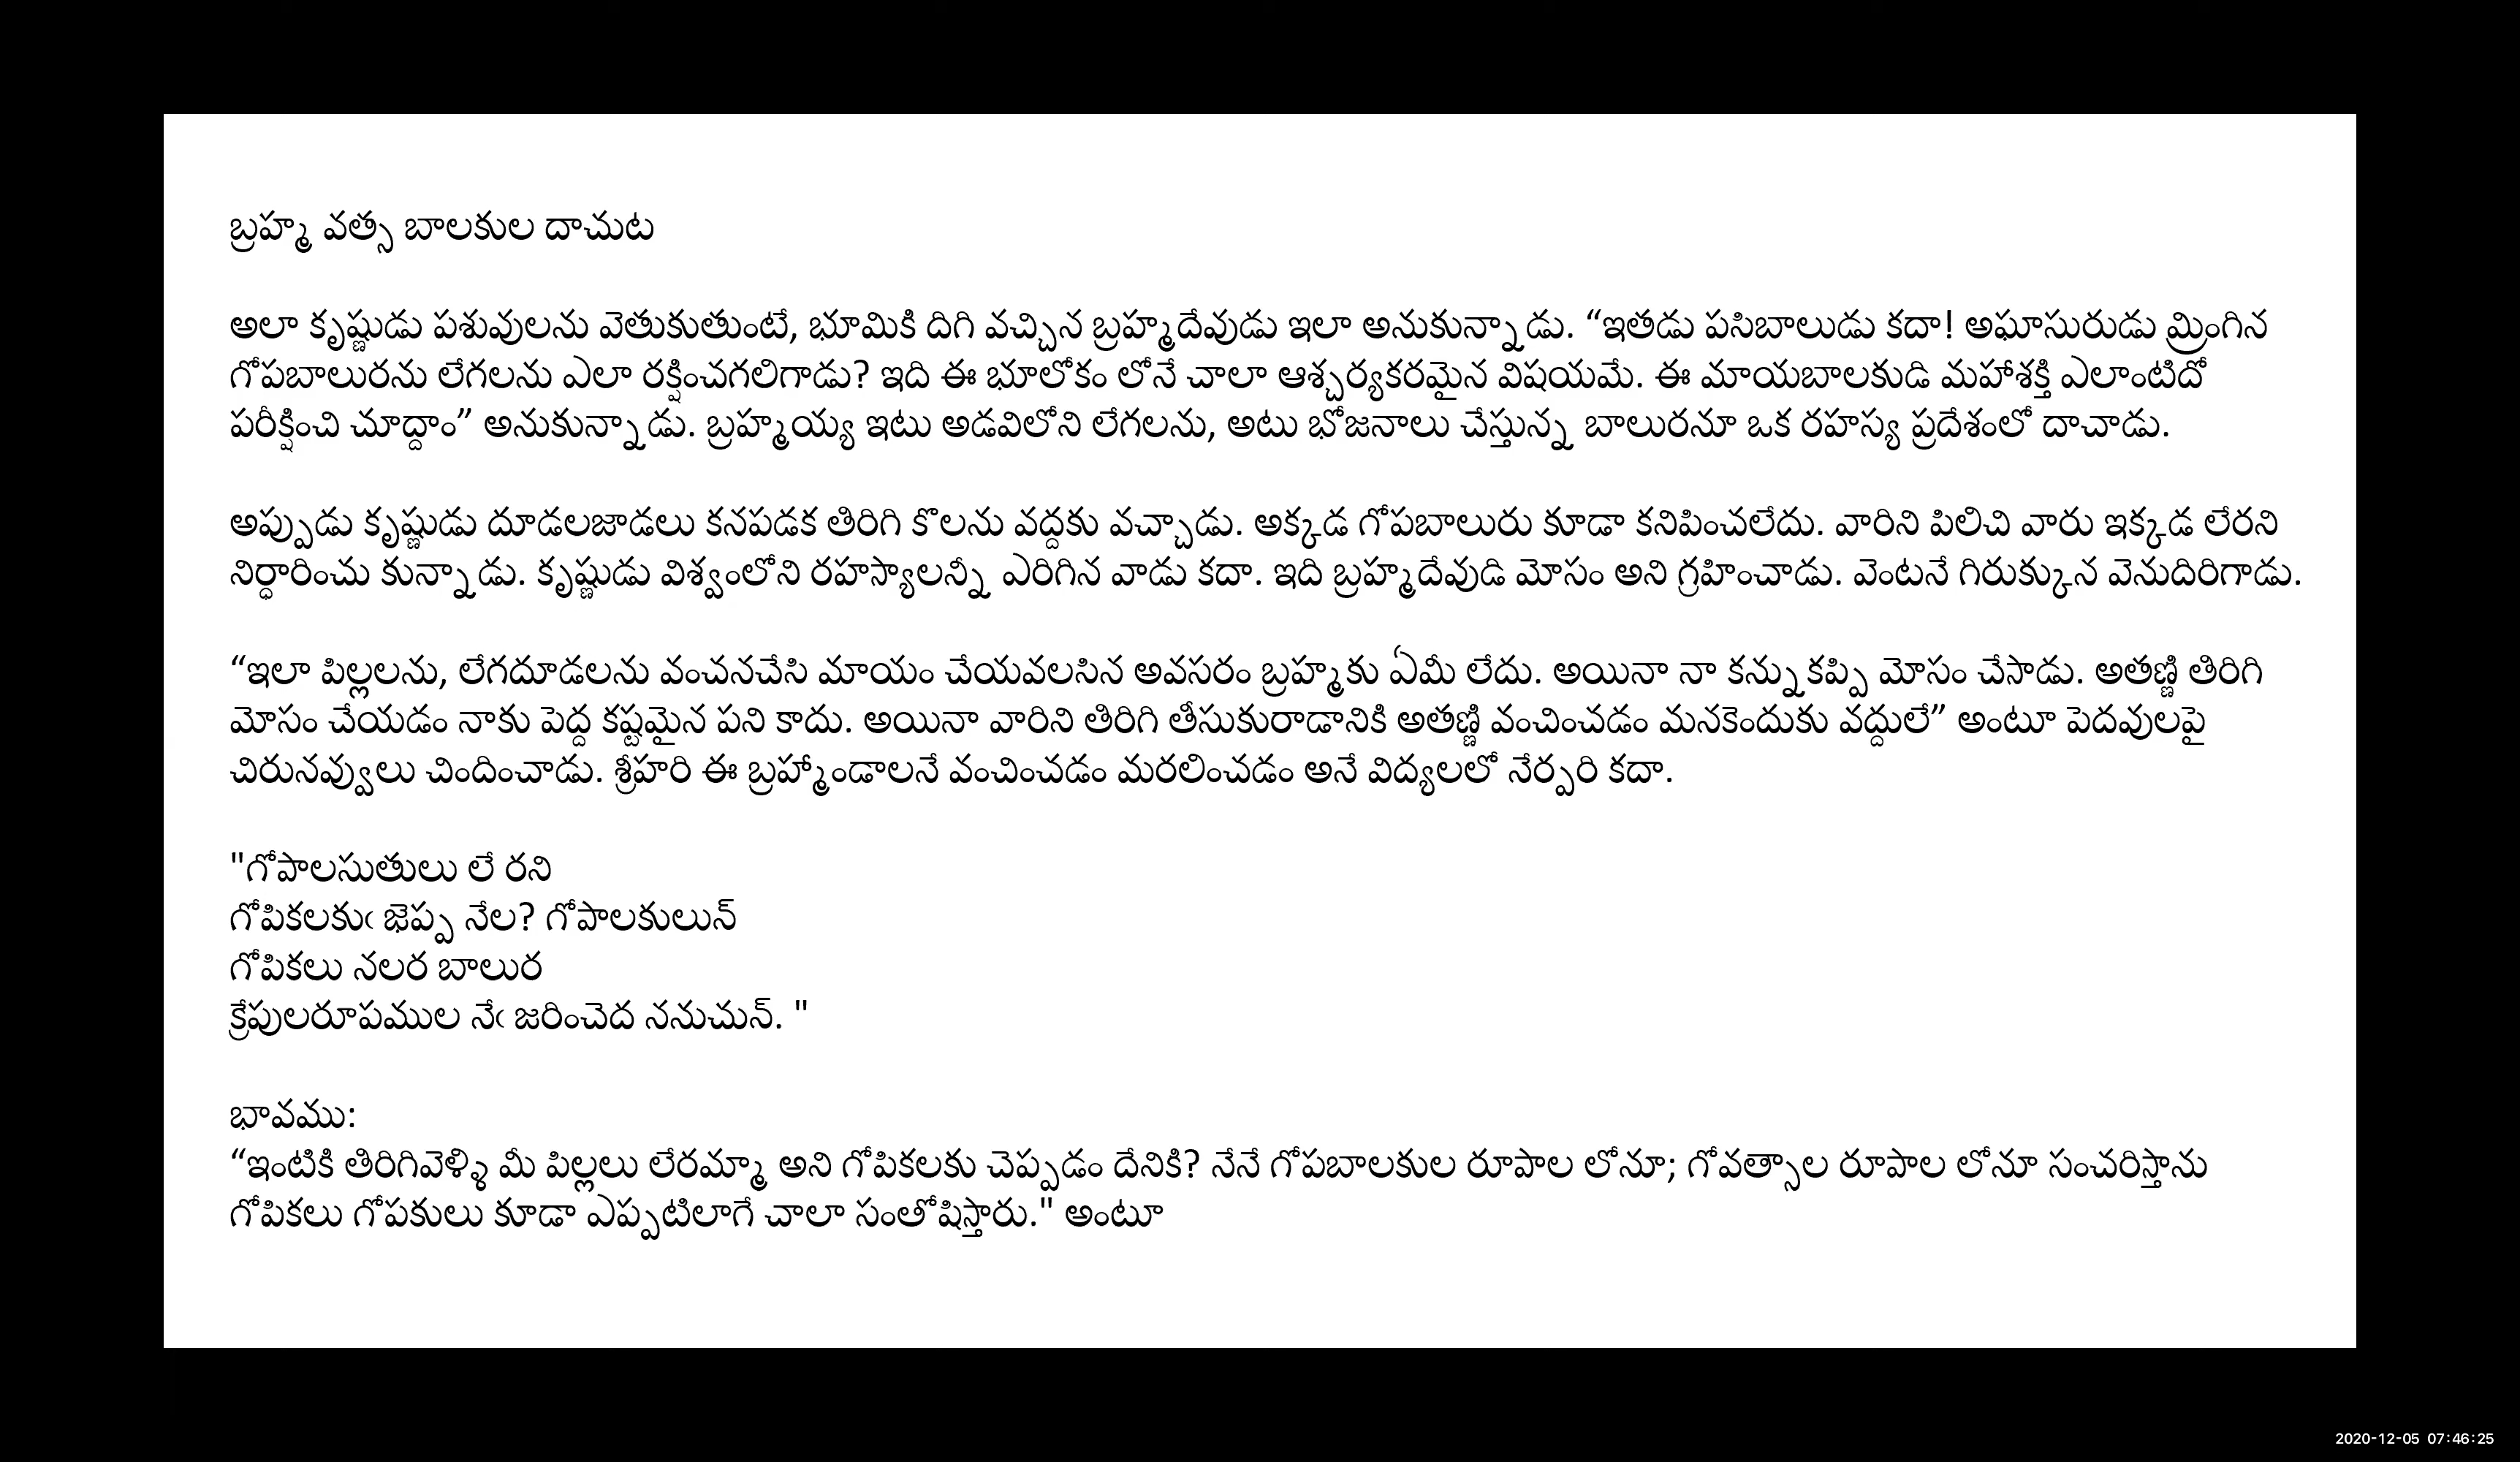 బ్రహ్మ వత్స బాలకుల దాచుట
అలా కృష్ణుడు పశువులను వెతుకుతుంటే, భూమికి దిగి వచ్చిన బ్రహ్మదేవుడు ఇలా అనుకున్నాడు. “ఇతడు పసిబాలుడు కదా! అఘాసురుడు మ్రింగిన
గోపబాలురను లేగలను ఎలా రక్షించగలిగాడు? ఇది ఈ భూలోకం లోనే చాలా ఆశ్చర్యకరమైన విషయమే. ఈ మాయబాలకుడి మహాశక్తి ఎలాంటిదో
పరీక్షించి చూద్దాం” అనుకున్నాడు. బ్రహ్మయ్య ఇటు అడవిలోని లేగలను, అటు భోజనాలు చేస్తున్న బాలురనూ ఒక రహస్య ప్రదేశంలో దాచాడు.
అప్పుడు కృష్ణుడు దూడలజాడలు కనపడక తిరిగి కొలను వద్దకు వచ్చాడు. అక్కడ గోపబాలురు కూడా కనిపించలేదు. వారిని పిలిచి వారు ఇక్కడ లేరని
నిర్ధారించు కున్నాడు. కృష్ణుడు విశ్వంలోని రహస్యాలన్నీ ఎరిగిన వాడు కదా. ఇది బ్రహ్మదేవుడి మోసం అని గ్రహించాడు. వెంటనే గిరుక్కున వెనుదిరిగాడు.
“ఇలా పిల్లలను, లేగదూడలను వంచనచేసి మాయం చేయవలసిన అవసరం బ్రహ్మకు ఏమీ లేదు. అయినా నా కన్నుకప్పి మోసం చేసాడు. అతణ్ణి తిరిగి
మోసం చేయడం నాకు పెద్ద కష్టమైన పని కాదు. అయినా వారిని తిరిగి తీసుకురాడానికి అతణ్ణి వంచించడం మనకెందుకు వద్దులే” అంటూ పెదవులపై
చిరునవ్వులు చిందించాడు. శ్రీహరి ఈ బ్రహ్మాండాలనే వంచించడం మరలించడం అనే విద్యలలో నేర్పరి కదా.
"గోపాలసుతులు లే రని
గోపికలకుఁ జెప్ప నేల? గోపాలకులున్
గోపికలు నలర బాలుర
క్రేపులరూపముల నేఁ జరించెద ననుచున్. "
భావము:
“ఇంటికి తిరిగివెళ్ళి మీ పిల్లలు లేరమ్మా అని గోపికలకు చెప్పడం దేనికి? నేనే గోపబాలకుల రూపాల లోనూ; గోవత్సాల రూపాల లోనూ సంచరిస్తాను
గోపికలు గోపకులు కూడా ఎప్పటిలాగే చాలా సంతోషిస్తారు." అంటూ
2020-12-05 07:46:25